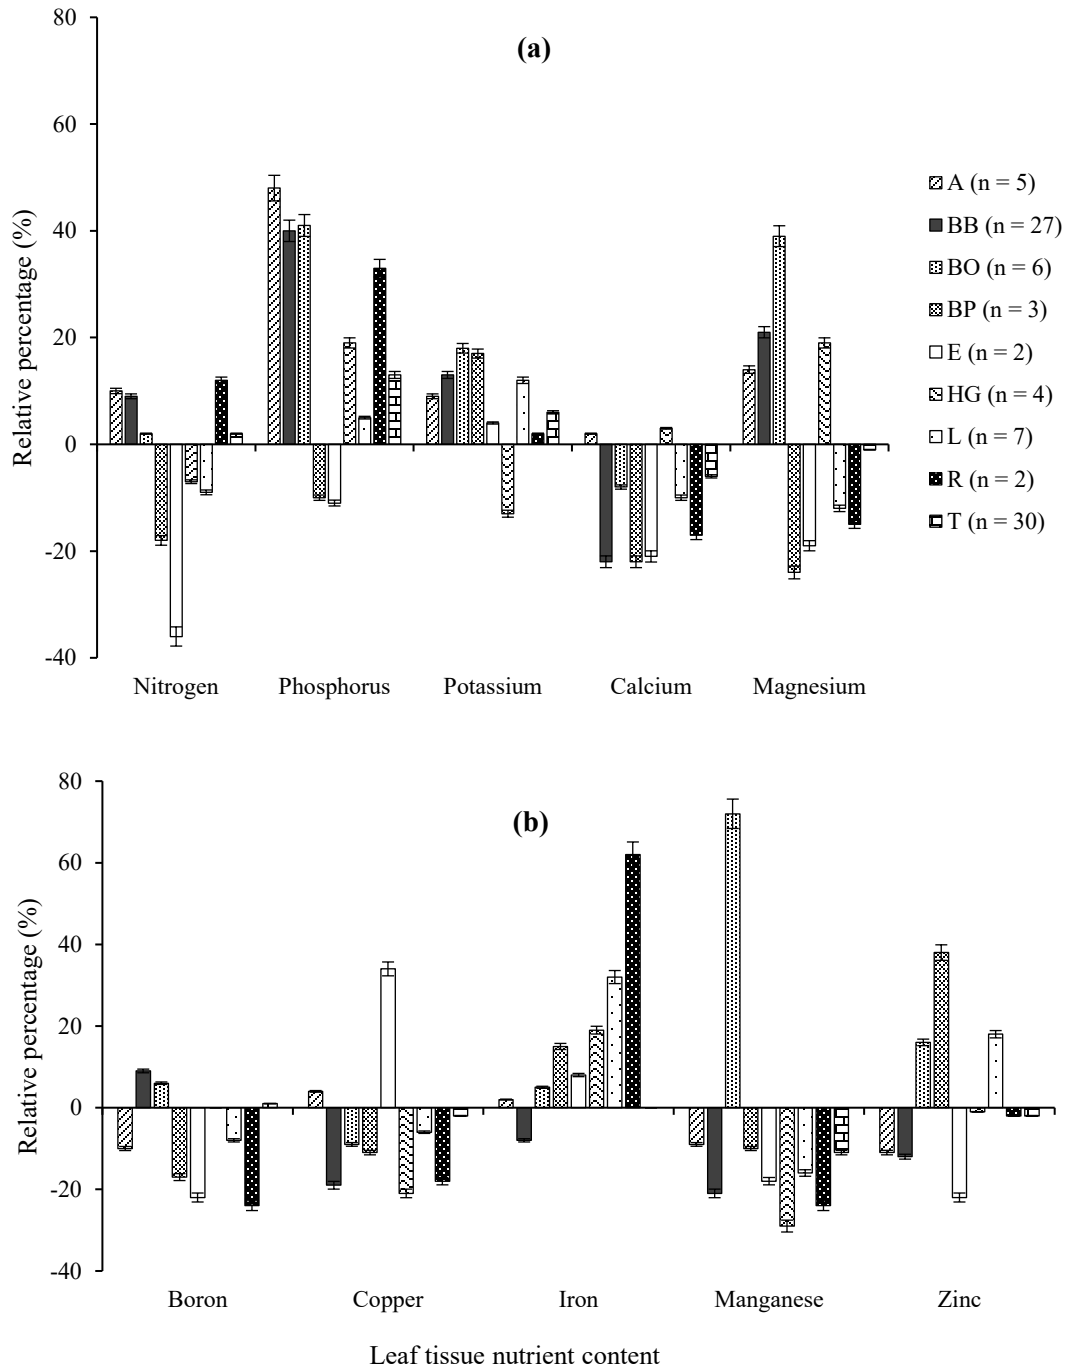 (a)
80
60
40
20
0
-20
-40
Relative percentage (%)
Nitrogen Phosphorus Potassium Calcium Magnesium
A (n = 5)
BB (n = 27)
BO (n = 6)
BP (n = 3)
E (n = 2)
HG (n = 4)
L (n = 7)
R (n = 2)
T (n = 30)
(b)
80
60
40
20
0
-20
-40
Relative percentage (%)
Boron Copper Iron Manganese Zinc
Leaf tissue nutrient content